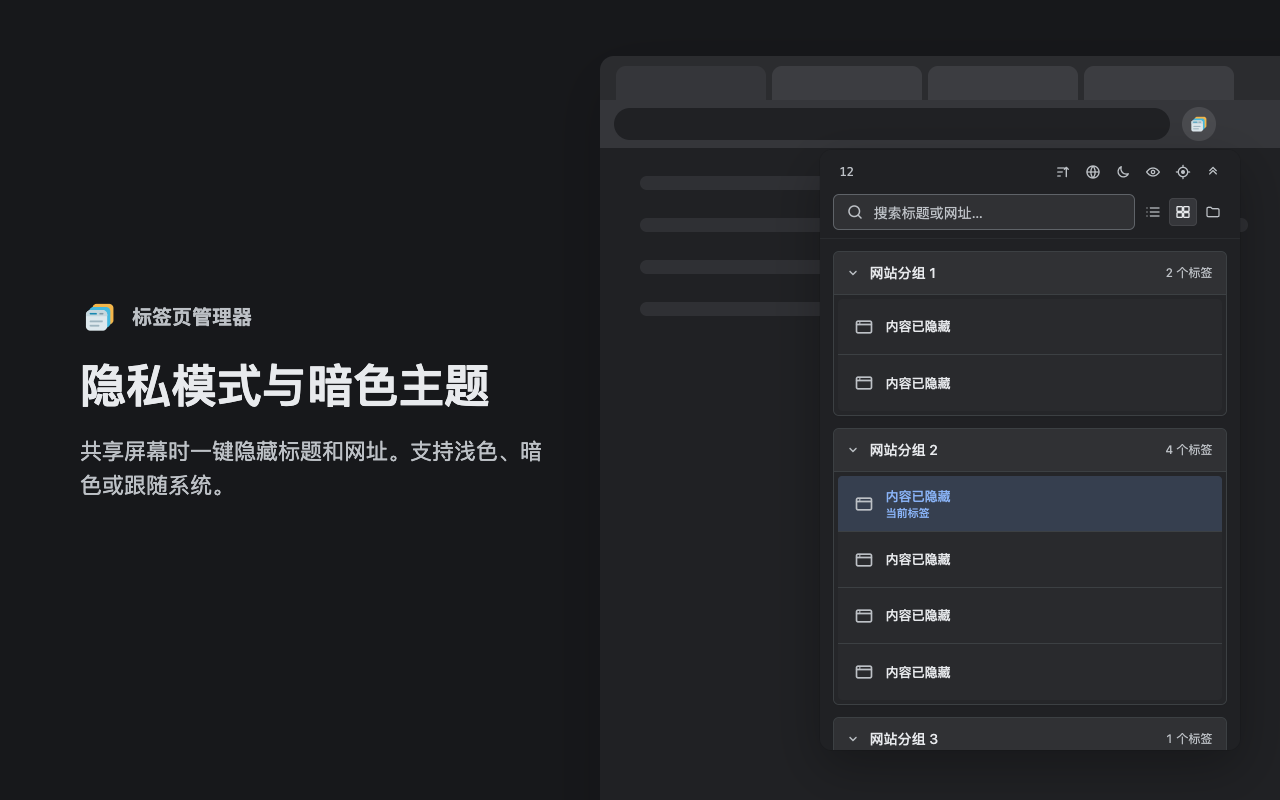 标签页管理器
隐私模式与暗色主题
共享屏幕时一键隐藏标题和网址。支持浅色、暗
色或跟随系统。
12
搜索标题或网址...
网站分组 1
2 个标签
内容已隐藏
内容已隐藏
网站分组 2
4 个标签
内容已隐藏
当前标签
内容已隐藏
内容已隐藏
内容已隐藏
网站分组 3
1 个标签